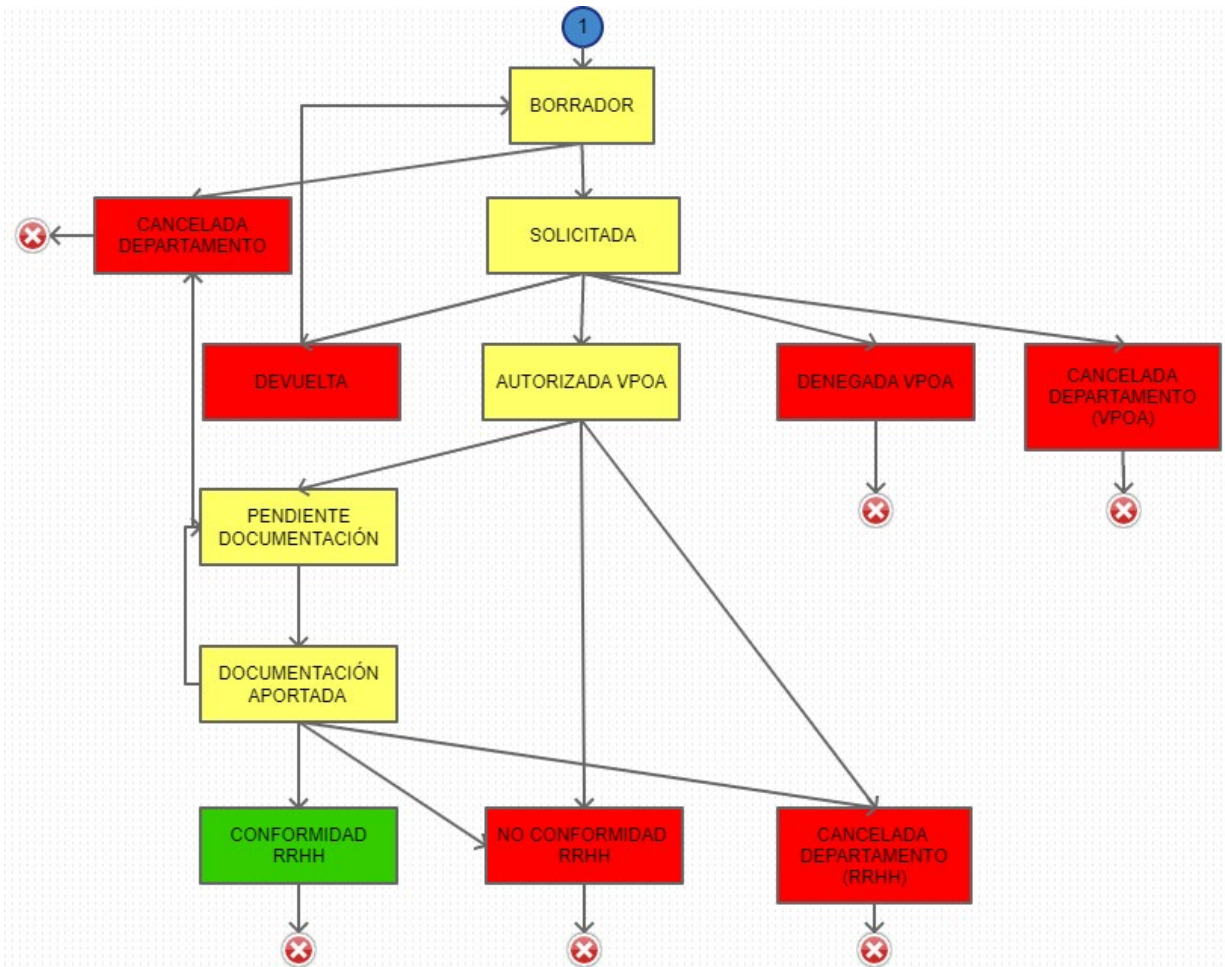 1
BORRADOR
CANCELADA
DEPARTAMENTO
SOLICITADA
DEVUELTA
AUTORIZADA VPOA
DENEGADA VPOA
CANCELADA
DEPARTAMENTO
(VPOA)
PENDIENTE
DOCUMENTACIÓN
DOCUMENTACIÓN
APORTADA
CONFORMIDAD
RRHH
NO CONFORMIDAD
RRHH
CANCELADA
DEPARTAMENTO
(RRHH)